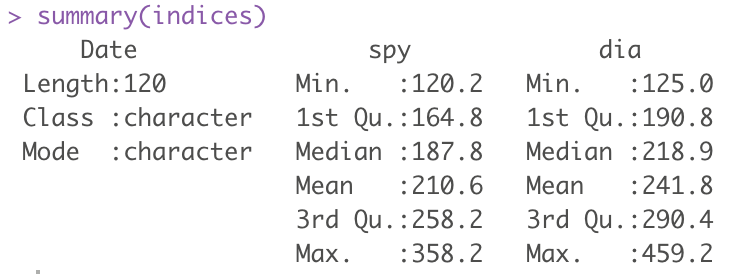 > summary(indices)
     Date                spy             dia
 Length:120         Min.   :120.2   Min.   :125.0
 Class :character   1st Qu.:164.8   1st Qu.:190.8
 Mode  :character   Median :187.8   Median :218.9
                    Mean   :210.6   Mean   :241.8
                    3rd Qu.:258.2   3rd Qu.:290.4
                    Max.   :358.2   Max.   :459.2